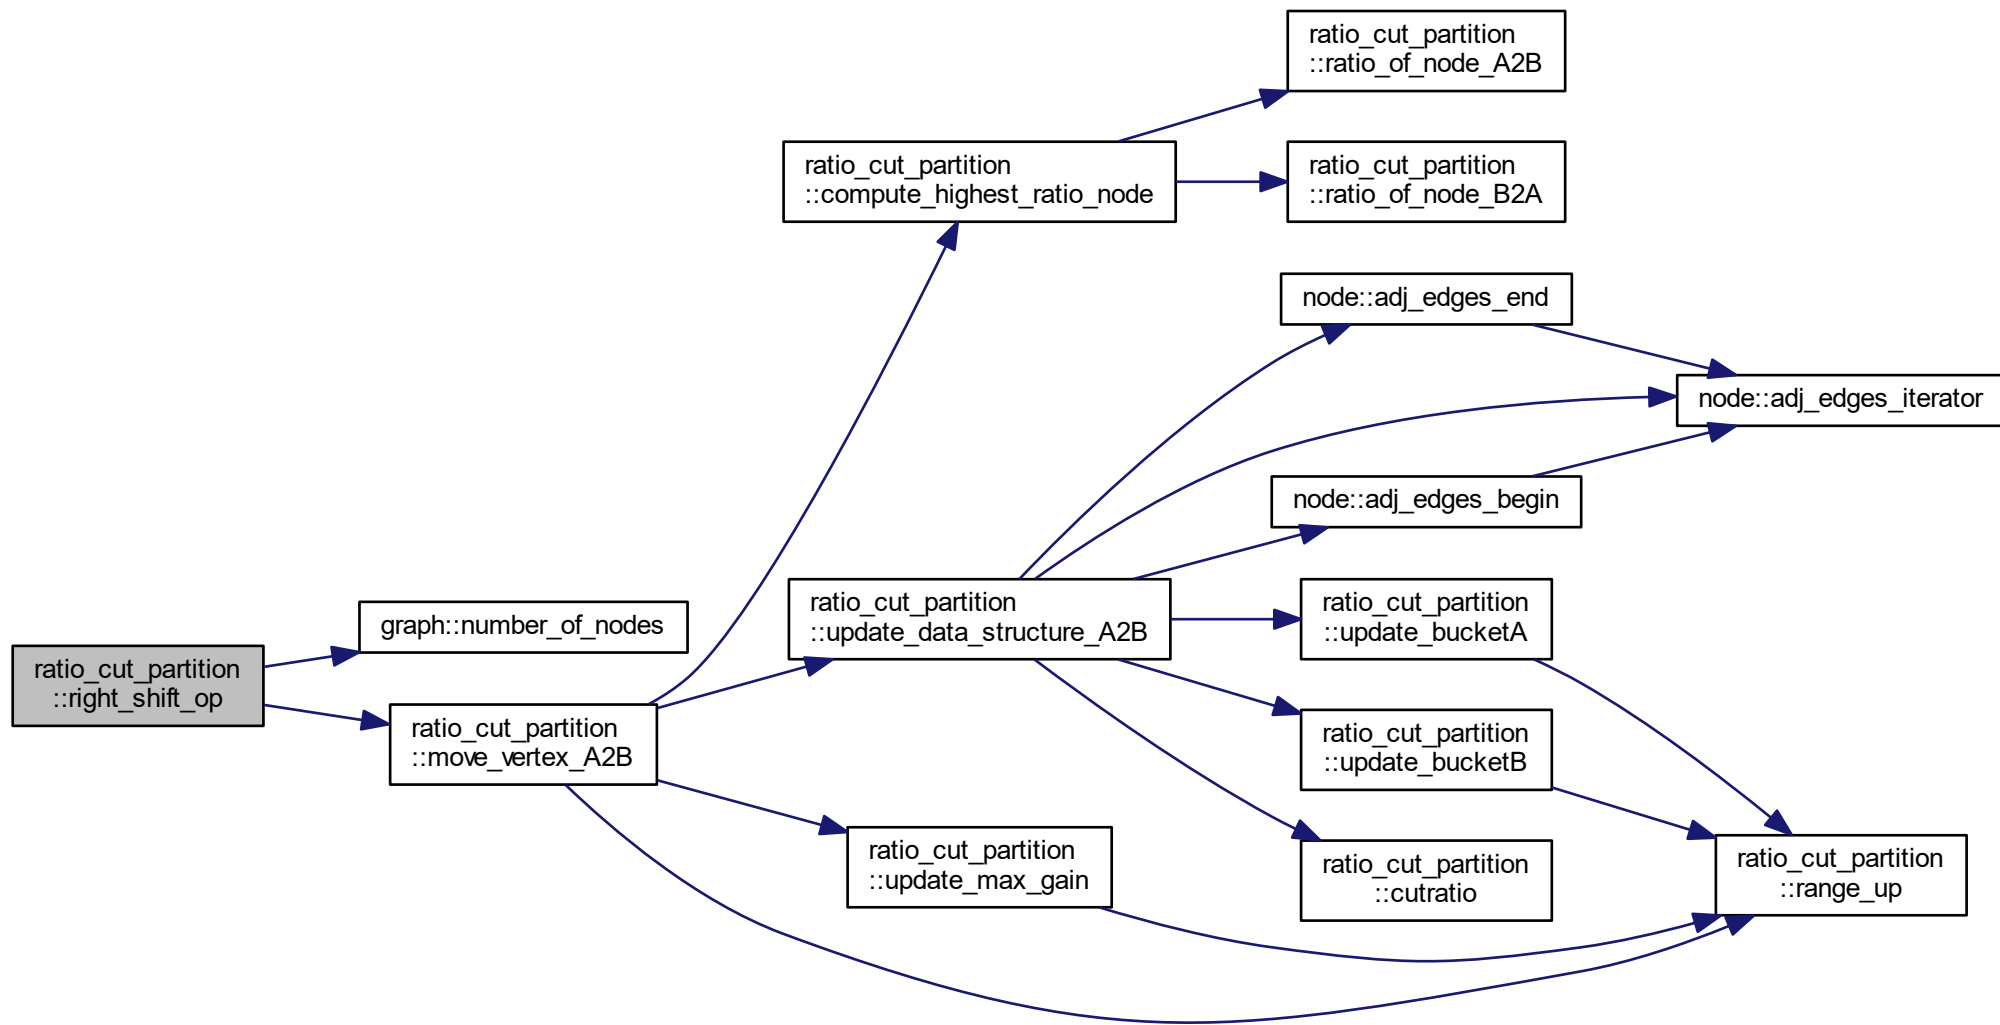 ratio_cut_partition
::right_shift_op
graph::number_of_nodes
ratio_cut_partition
::move_vertex_A2B
ratio_cut_partition
::compute_highest_ratio_node
ratio_cut_partition
::update_data_structure_A2B
ratio_cut_partition
::update_max_gain
ratio_cut_partition
::ratio_of_node_A2B
ratio_cut_partition
::ratio_of_node_B2A
node::adj_edges_end
node::adj_edges_iterator
node::adj_edges_begin
ratio_cut_partition
::update_bucketA
ratio_cut_partition
::update_bucketB
ratio_cut_partition
::cutratio
ratio_cut_partition
::range_up